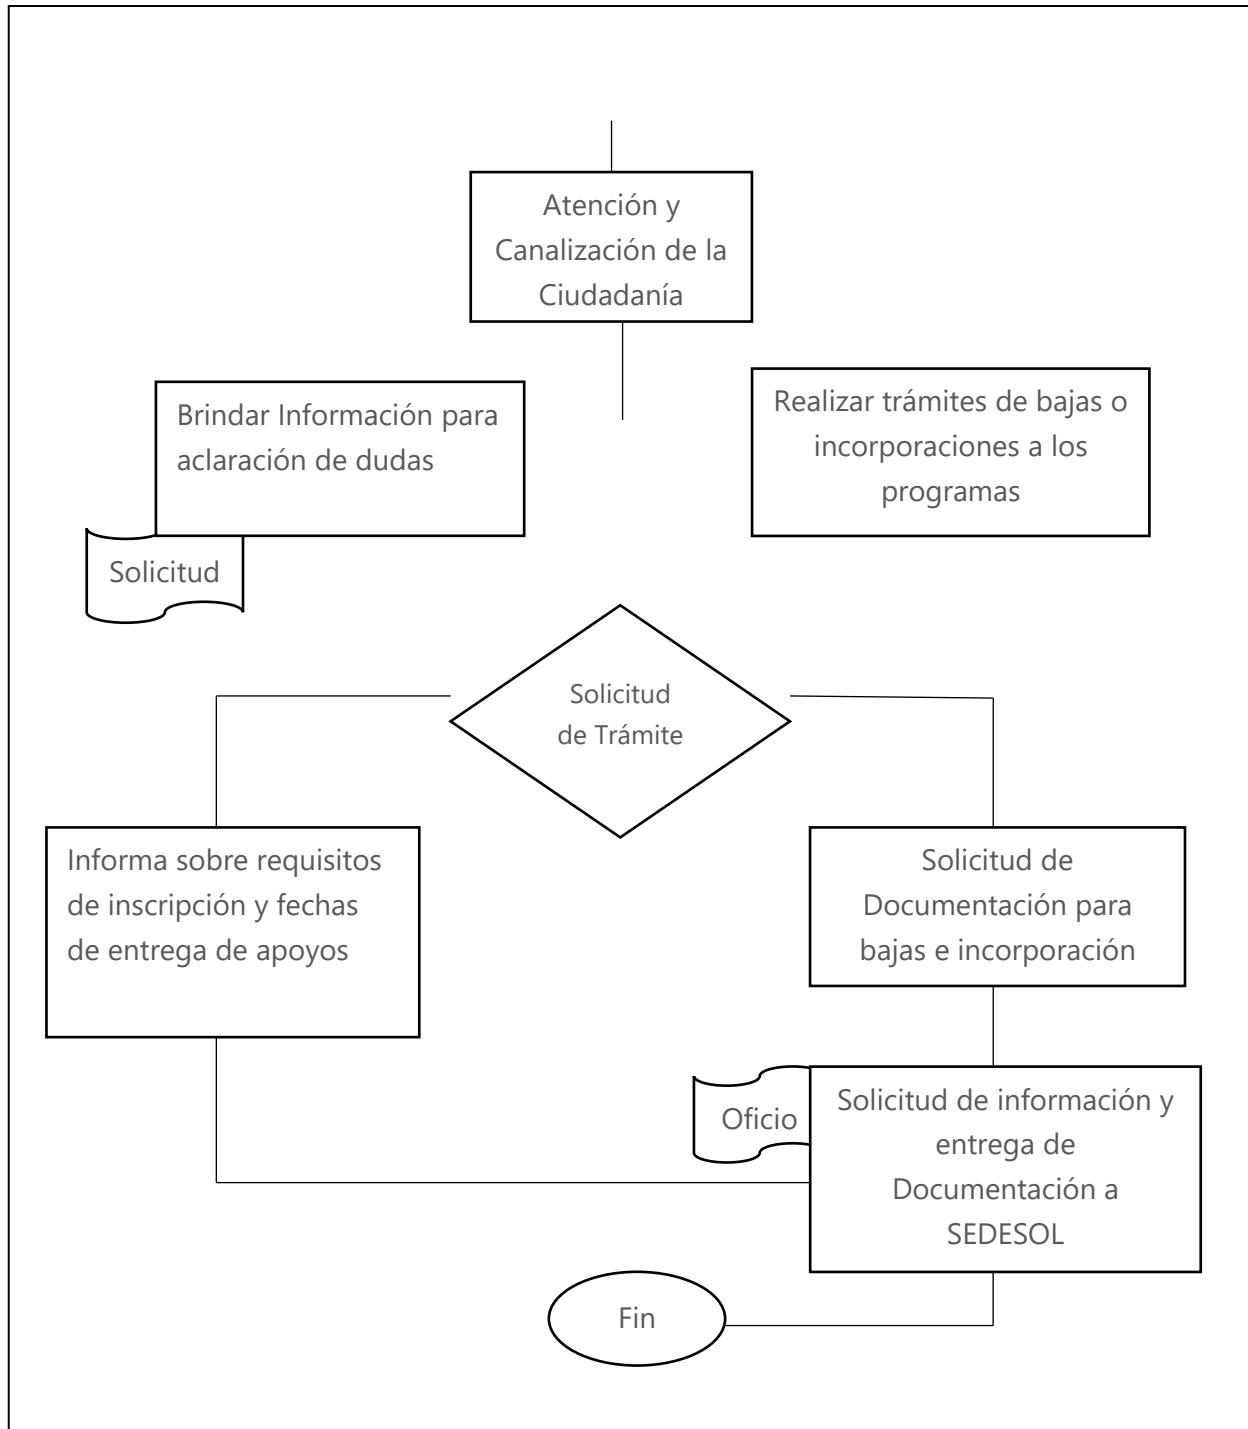 Atención y
Canalización de la
Ciudadanía
Brindar Información para
aclaración de dudas
Realizar trámites de bajas o
incorporaciones a los
programas
Solicitud
Solicitud
de Trámite
Informa sobre requisitos
de inscripción y fechas
de entrega de apoyos
Solicitud de
Documentación para
bajas e incorporación
Oficio
Solicitud de información y
entrega de
Documentación a
SEDESOL
Fin